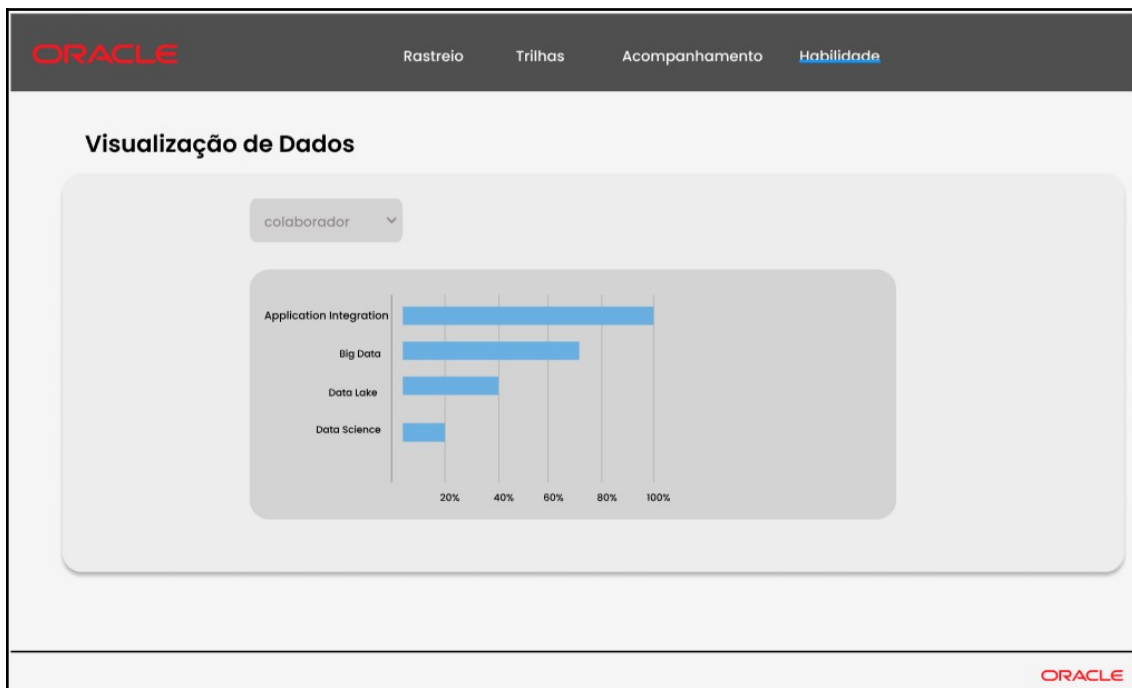 ORACLE Rastreio Trilhas Acompanhamento Habilidade
Visualização de Dados
colaborador
Application Integration
Big Data
Data Lake
Data Science
20% 40% 60% 80% 100%
ORACLE